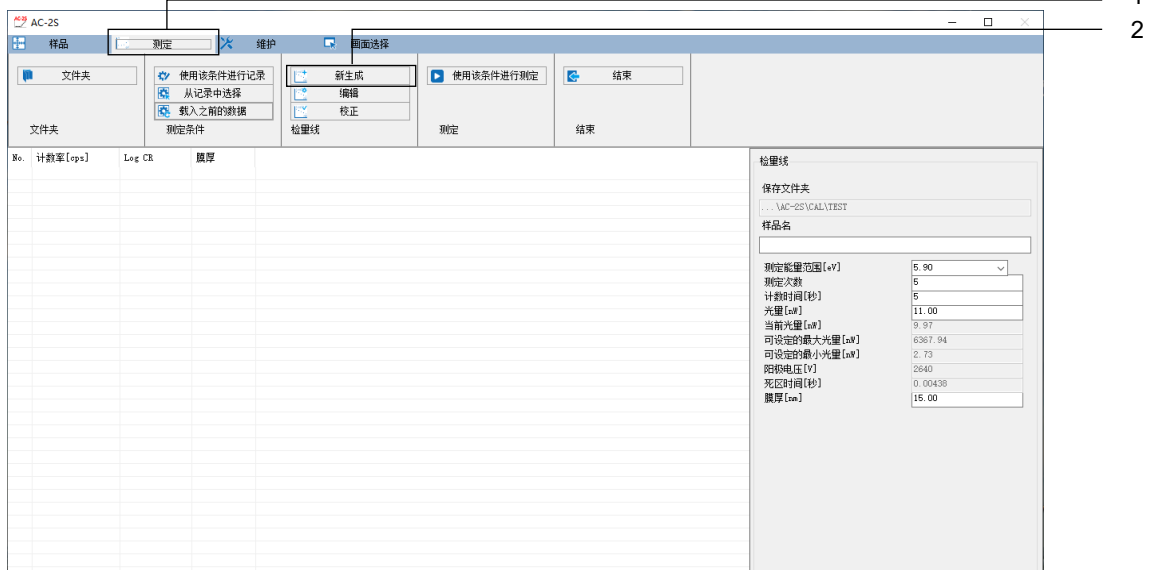 1
AC-2S
2
样品 测定 维护 画面选择
文件夹 使用该条件进行记录 新生成 使用该条件进行测定 结束
从记录中选择 编辑
载入之前的数据 校正
文件夹 测定条件 检量线 测定 结束
No. 计数率[cps] Log CR 膜厚
检量线
保存文件夹
...\AC-2S\CAL\TEST
样品名
测定能量范围[eV] 5.90
测定次数 5
计数时间[秒] 5
光量[nW] 11.00
当前光量[nW] 9.97
可设定的最大光量[nW] 6367.94
可设定的最小光量[nW] 2.73
阳极电压[V] 2640
死区时间[秒] 0.00438
膜厚[nm] 15.00